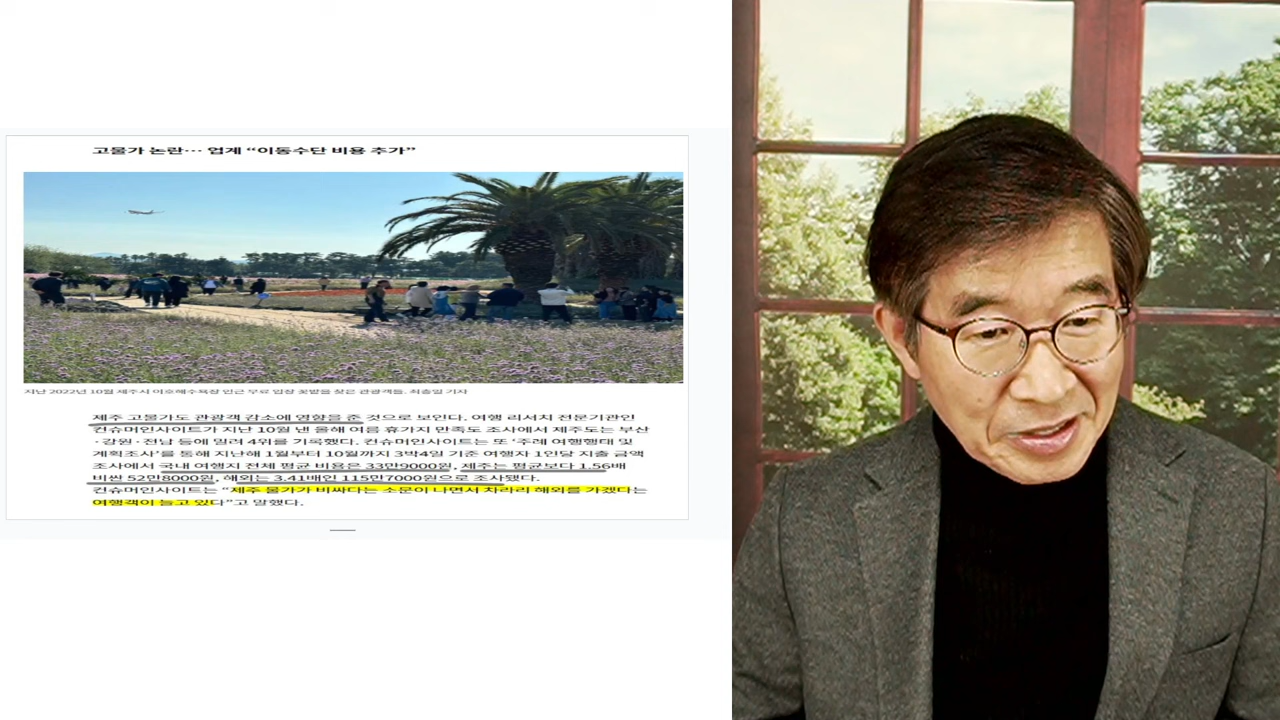 고물가 논란… 업계 “이동수단 비용 추가”
지난 2022년 10월 제주시 이호해수욕장 인근 무료 입장 꽃밭을 찾은 관광객들. 최충일 기자
제주 고물가도 관광객 감소에 영향을 준 것으로 보인다. 여행 리서치 전문기관인
컨슈머인사이트가 지난 10월 낸 올해 여름 휴가지 만족도 조사에서 제주도는 부산
·강원·전남 등에 밀려 4위를 기록했다. 컨슈머인사이트는 또 ‘주례 여행행태 및
계획조사’를 통해 지난해 1월부터 10월까지 3박4일 기준 여행자 1인당 지출 금액
조사에서 국내 여행지 전체 평균 비용은 33만9000원, 제주는 평균보다 1.56배
비싼 52만8000원, 해외는 3.41배인 115만7000원으로 조사됐다.
컨슈머인사이트는 “제주 물가가 비싸다는 소문이 나면서 차라리 해외를 가겠다는
여행객이 늘고 있다”고 말했다.